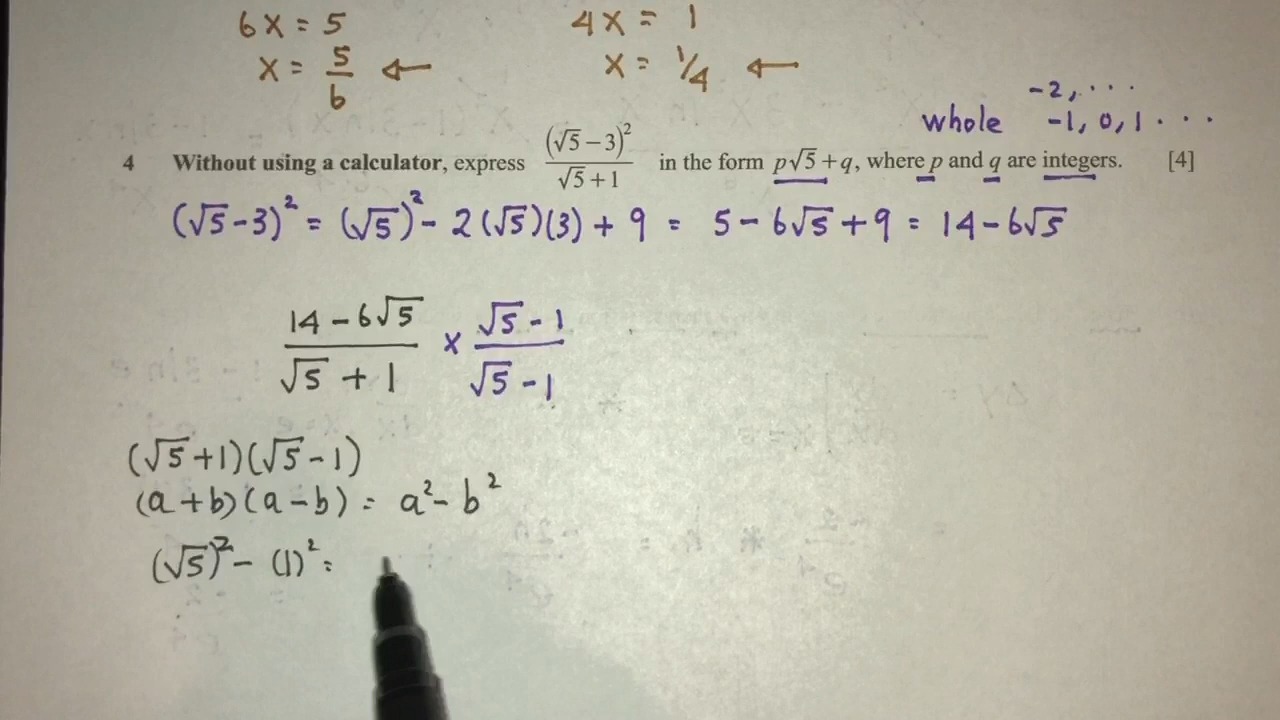 6x = 5 4x = 1
x = 5/6 ← x = 1/4 ←
-2, ...
whole -1, 0, 1 ...
4 Without using a calculator, express (√5 − 3)² / (√5 + 1) in the form p√5 + q, where p and q are integers. [4]
(√5 − 3)² = (√5)² − 2(√5)(3) + 9 = 5 − 6√5 + 9 = 14 − 6√5
(14 − 6√5) / (√5 + 1) × (√5 − 1) / (√5 − 1)
(√5 + 1)(√5 − 1)
(a + b)(a − b) = a² − b²
(√5)² − (1)² =